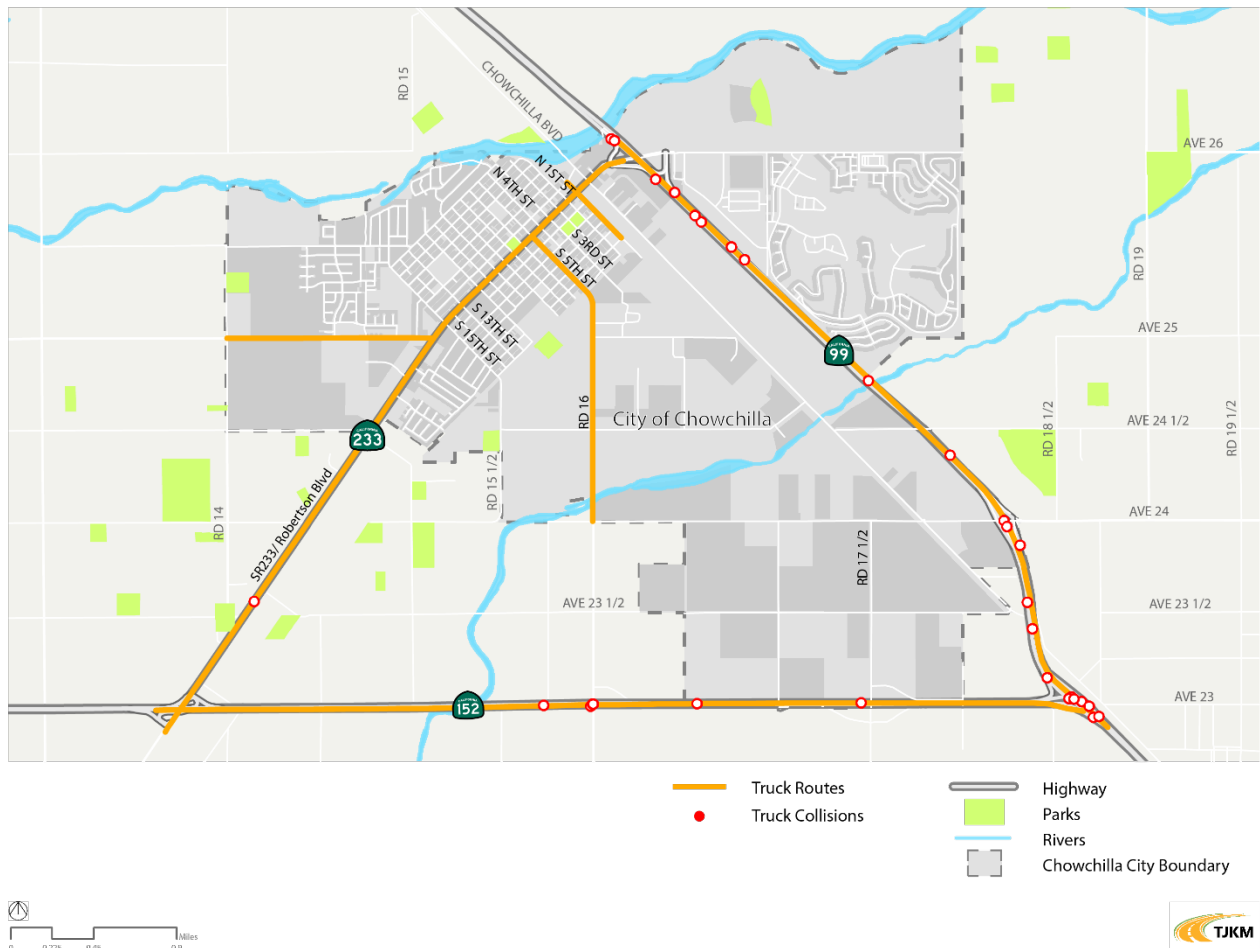 RD 15
CHOWCHILLA BVD
AVE 26
N 1ST ST
N 4TH ST
S 3RD ST
S 5TH ST
RD 19
S 13TH ST
S 15TH ST
AVE 25
CALIFORNIA
99
RD 16
City of Chowchilla
RD 18 1/2
AVE 24 1/2
RD 19 1/2
CALIFORNIA
233
RD 15 1/2
RD 14
SR233/ Robertson Blvd
AVE 24
RD 17 1/2
AVE 23 1/2
AVE 23 1/2
CALIFORNIA
152
AVE 23
Truck Routes
Truck Collisions
Highway
Parks
Rivers
Chowchilla City Boundary
Miles
TJKM